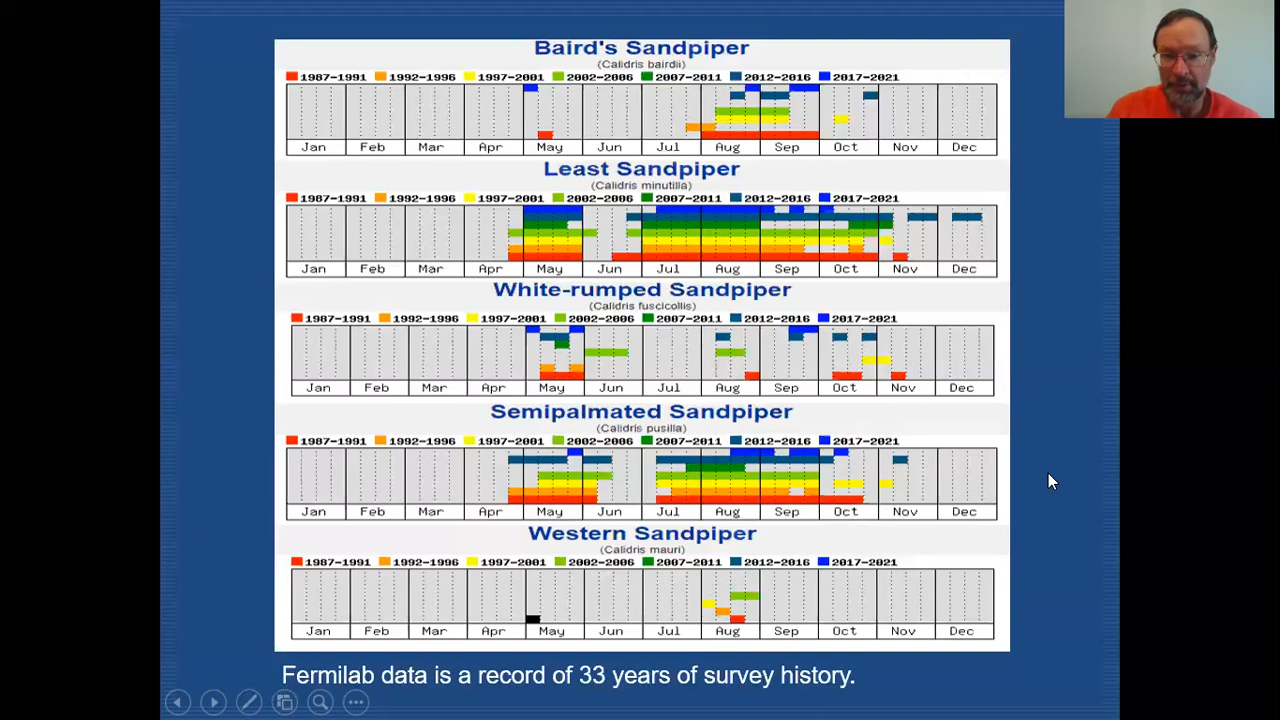 Baird's Sandpiper
(Calidris bairdii)
1987-1991 1992-1996 1997-2001 2002-2006 2007-2011 2012-2016 2017-2021
Jan Feb Mar Apr May Jun Jul Aug Sep Oct Nov Dec
Least Sandpiper
(Calidris minutilla)
1987-1991 1992-1996 1997-2001 2002-2006 2007-2011 2012-2016 2017-2021
Jan Feb Mar Apr May Jun Jul Aug Sep Oct Nov Dec
White-rumped Sandpiper
(Calidris fuscicollis)
1987-1991 1992-1996 1997-2001 2002-2006 2007-2011 2012-2016 2017-2021
Jan Feb Mar Apr May Jun Jul Aug Sep Oct Nov Dec
Semipalmated Sandpiper
(Calidris pusilla)
1987-1991 1992-1996 1997-2001 2002-2006 2007-2011 2012-2016 2017-2021
Jan Feb Mar Apr May Jun Jul Aug Sep Oct Nov Dec
Western Sandpiper
(Calidris mauri)
1987-1991 1992-1996 1997-2001 2002-2006 2007-2011 2012-2016 2017-2021
Jan Feb Mar Apr May Jun Jul Aug Sep Oct Nov Dec
Fermilab data is a record of 33 years of survey history.